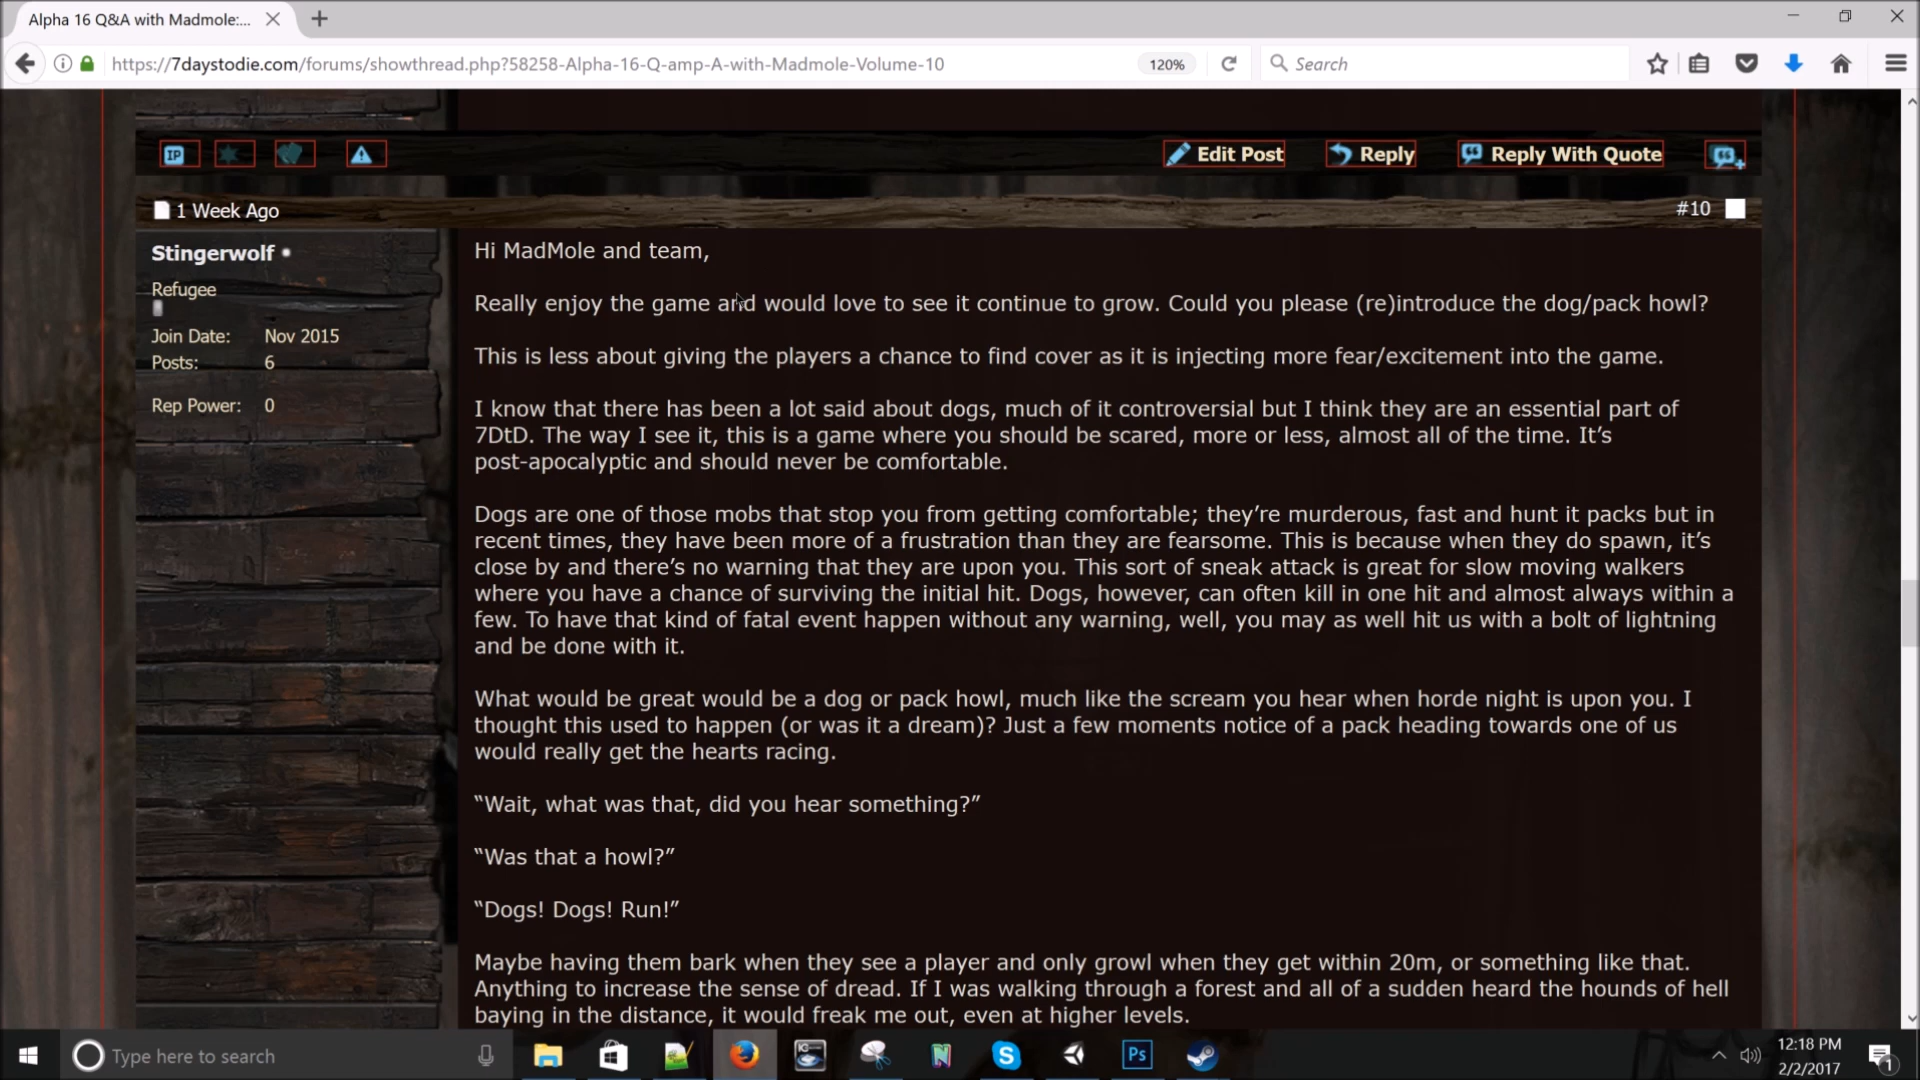 Alpha 16 Q&A with Madmole:...
https://7daystodie.com/forums/showthread.php?58258-Alpha-16-Q-amp-A-with-Madmole-Volume-10
120%
Search
IP
Edit Post
Reply
Reply With Quote
1 Week Ago
#10
Stingerwolf
Refugee
Join Date: Nov 2015
Posts: 6
Rep Power: 0
Hi MadMole and team,
Really enjoy the game and would love to see it continue to grow. Could you please (re)introduce the dog/pack howl?
This is less about giving the players a chance to find cover as it is injecting more fear/excitement into the game.
I know that there has been a lot said about dogs, much of it controversial but I think they are an essential part of
7DtD. The way I see it, this is a game where you should be scared, more or less, almost all of the time. It’s
post-apocalyptic and should never be comfortable.
Dogs are one of those mobs that stop you from getting comfortable; they’re murderous, fast and hunt it packs but in
recent times, they have been more of a frustration than they are fearsome. This is because when they do spawn, it’s
close by and there’s no warning that they are upon you. This sort of sneak attack is great for slow moving walkers
where you have a chance of surviving the initial hit. Dogs, however, can often kill in one hit and almost always within a
few. To have that kind of fatal event happen without any warning, well, you may as well hit us with a bolt of lightning
and be done with it.
What would be great would be a dog or pack howl, much like the scream you hear when horde night is upon you. I
thought this used to happen (or was it a dream)? Just a few moments notice of a pack heading towards one of us
would really get the hearts racing.
“Wait, what was that, did you hear something?”
“Was that a howl?”
“Dogs! Dogs! Run!”
Maybe having them bark when they see a player and only growl when they get within 20m, or something like that.
Anything to increase the sense of dread. If I was walking through a forest and all of a sudden heard the hounds of hell
baying in the distance, it would freak me out, even at higher levels.
Type here to search
Ps
12:18 PM
2/2/2017
1